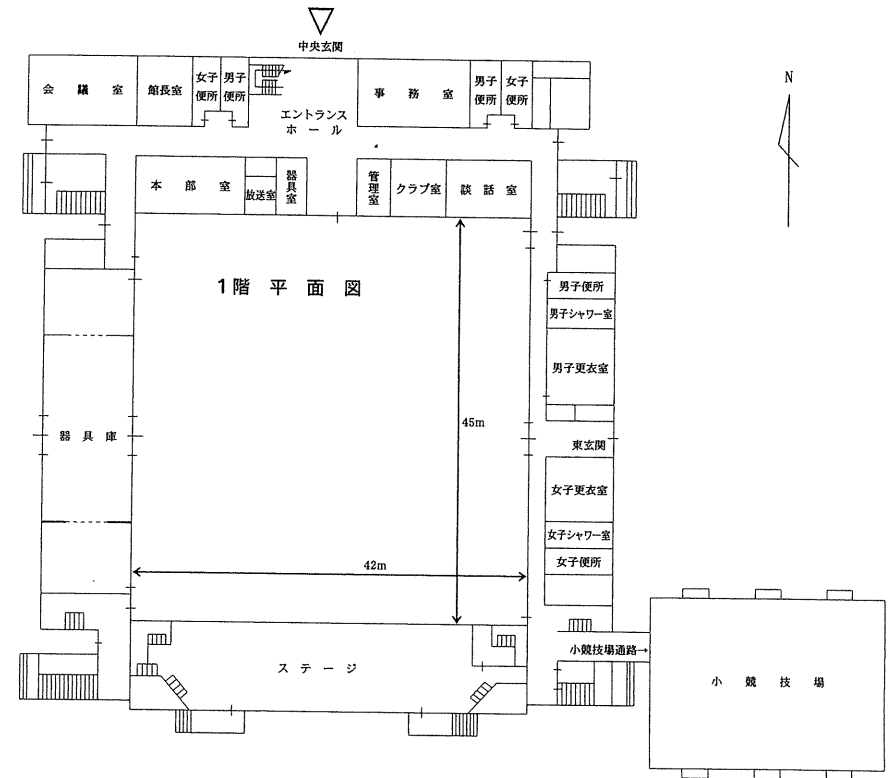 中央玄関
N
会議室
館長室
女子
便所
男子
便所
エントランス
ホール
事務室
男子
便所
女子
便所
本部室
放送室
器具室
管理室
クラブ室
談話室
1階平面図
男子便所
男子シャワー室
男子更衣室
45m
器具庫
東玄関
女子更衣室
女子シャワー室
女子便所
42m
小競技場通路→
ステージ
小競技場